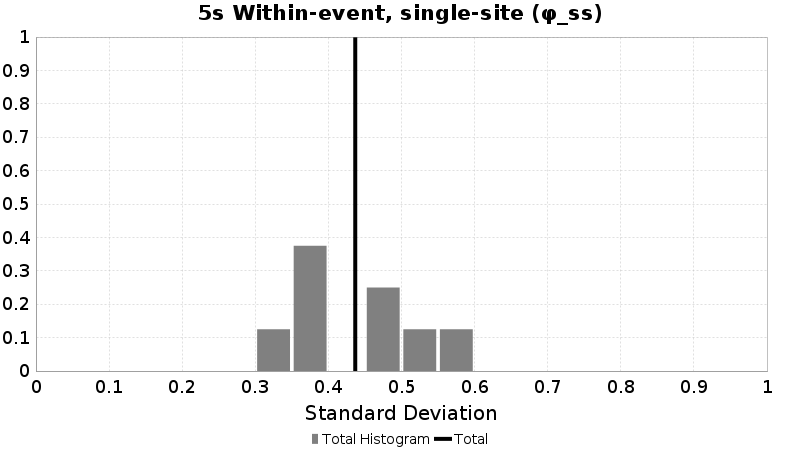 5s Within-event, single-site (φ_ss)
1
0.9
0.8
0.7
0.6
0.5
0.4
0.3
0.2
0.1
0
0 0.1 0.2 0.3 0.4 0.5 0.6 0.7 0.8 0.9 1
Standard Deviation
Total Histogram Total